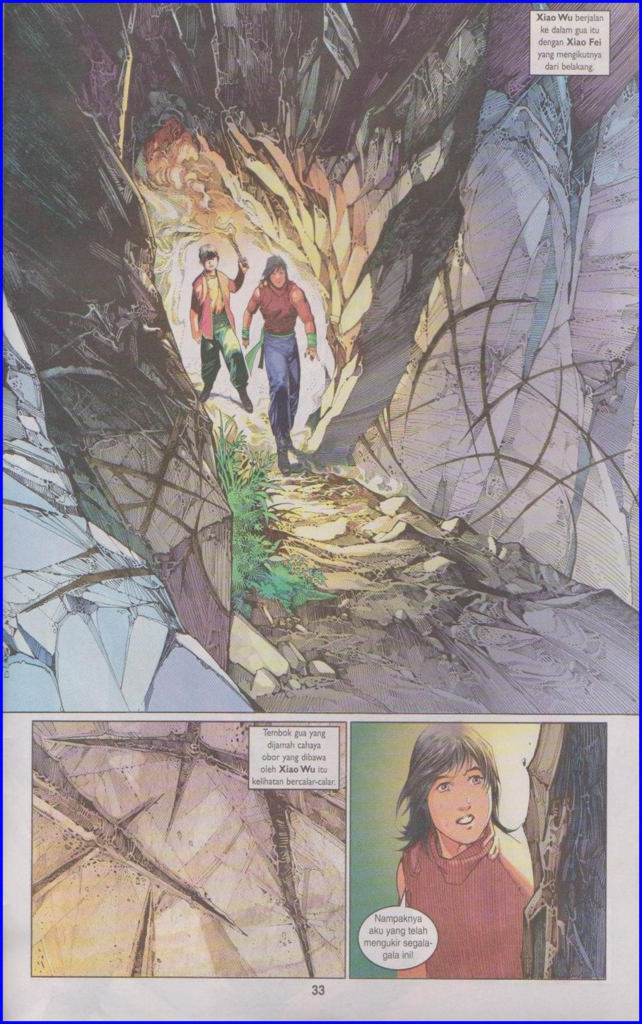 Xiao Wu berjalan
ke dalam gua itu
dengan Xiao Fei
yang mengikutnya
dari belakang.
Tembok gua yang
dijamah cahaya
obor yang dibawa
oleh Xiao Wu itu
kelihatan bercalar-calar.
Nampaknya
aku yang telah
mengukir segala-
gala ini!
33